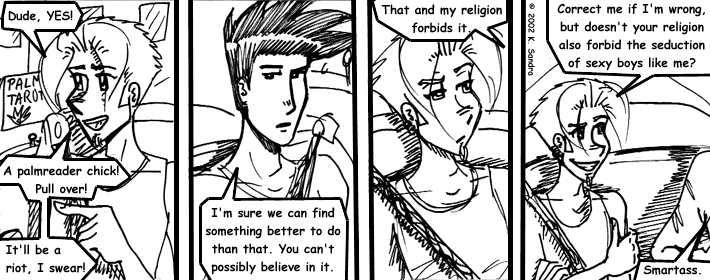 Dude, YES!
PALM
TAROT
A palmreader chick!
Pull over!
It'll be a
riot, I swear!
I'm sure we can find
something better to do
than that. You can't
possibly believe in it.
That and my religion
forbids it.
© 2002 K. Sandra
Correct me if I'm wrong,
but doesn't your religion
also forbid the seduction
of sexy boys like me?
Smartass.